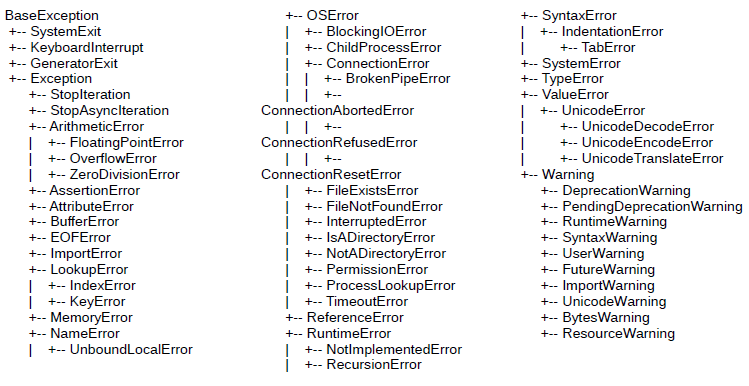 BaseException
+-- SystemExit
+-- KeyboardInterrupt
+-- GeneratorExit
+-- Exception
+-- StopIteration
+-- StopAsyncIteration
+-- ArithmeticError
| +-- FloatingPointError
| +-- OverflowError
| +-- ZeroDivisionError
+-- AssertionError
+-- AttributeError
+-- BufferError
+-- EOFError
+-- ImportError
+-- LookupError
| +-- IndexError
| +-- KeyError
+-- MemoryError
+-- NameError
| +-- UnboundLocalError
+-- OSError
| +-- BlockingIOError
| +-- ChildProcessError
| +-- ConnectionError
| | +-- BrokenPipeError
| | +--
ConnectionAbortedError
| | +--
ConnectionRefusedError
| | +--
ConnectionResetError
| +-- FileExistsError
| +-- FileNotFoundError
| +-- InterruptedError
| +-- IsADirectoryError
| +-- NotADirectoryError
| +-- PermissionError
| +-- ProcessLookupError
| +-- TimeoutError
+-- ReferenceError
+-- RuntimeError
| +-- NotImplementedError
| +-- RecursionError
+-- SyntaxError
| +-- IndentationError
| +-- TabError
+-- SystemError
+-- TypeError
+-- ValueError
| +-- UnicodeError
| +-- UnicodeDecodeError
| +-- UnicodeEncodeError
| +-- UnicodeTranslateError
+-- Warning
+-- DeprecationWarning
+-- PendingDeprecationWarning
+-- RuntimeWarning
+-- SyntaxWarning
+-- UserWarning
+-- FutureWarning
+-- ImportWarning
+-- UnicodeWarning
+-- BytesWarning
+-- ResourceWarning